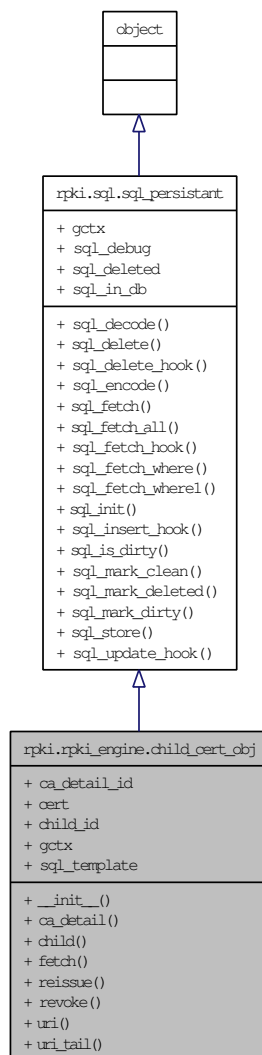 object
rpki.sql.sql_persistant
+ gctx
+ sql_debug
+ sql_deleted
+ sql_in_db
+ sql_decode()
+ sql_delete()
+ sql_delete_hook()
+ sql_encode()
+ sql_fetch()
+ sql_fetch_all()
+ sql_fetch_hook()
+ sql_fetch_where()
+ sql_fetch_where1()
+ sql_init()
+ sql_insert_hook()
+ sql_is_dirty()
+ sql_mark_clean()
+ sql_mark_deleted()
+ sql_mark_dirty()
+ sql_store()
+ sql_update_hook()
rpki.rpki_engine.child_cert_obj
+ ca_detail_id
+ cert
+ child_id
+ gctx
+ sql_template
+ __init__()
+ ca_detail()
+ child()
+ fetch()
+ reissue()
+ revoke()
+ uri()
+ uri_tail()